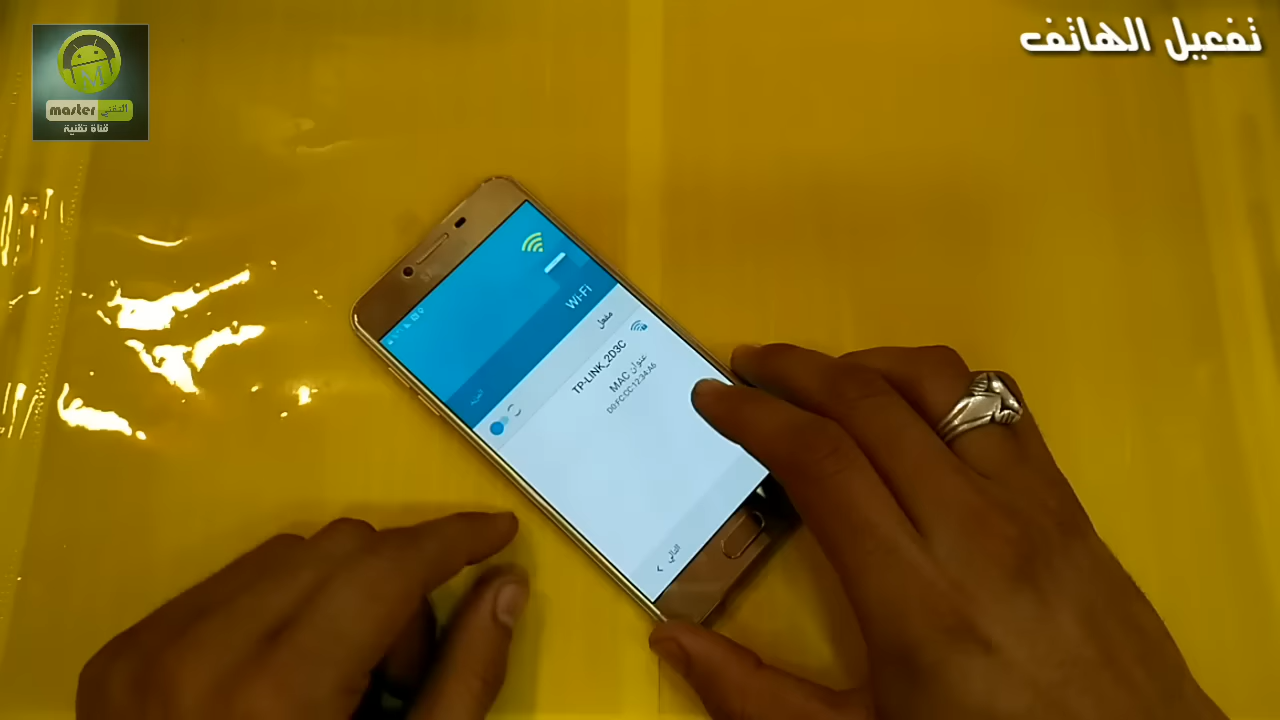 تفعيل الهاتف
master التقني
قناة تقنية
Wi-Fi
مفعل
TP-LINK_2D3C
عنوان MAC
D0:FC:CC:12:34:A6
التالي